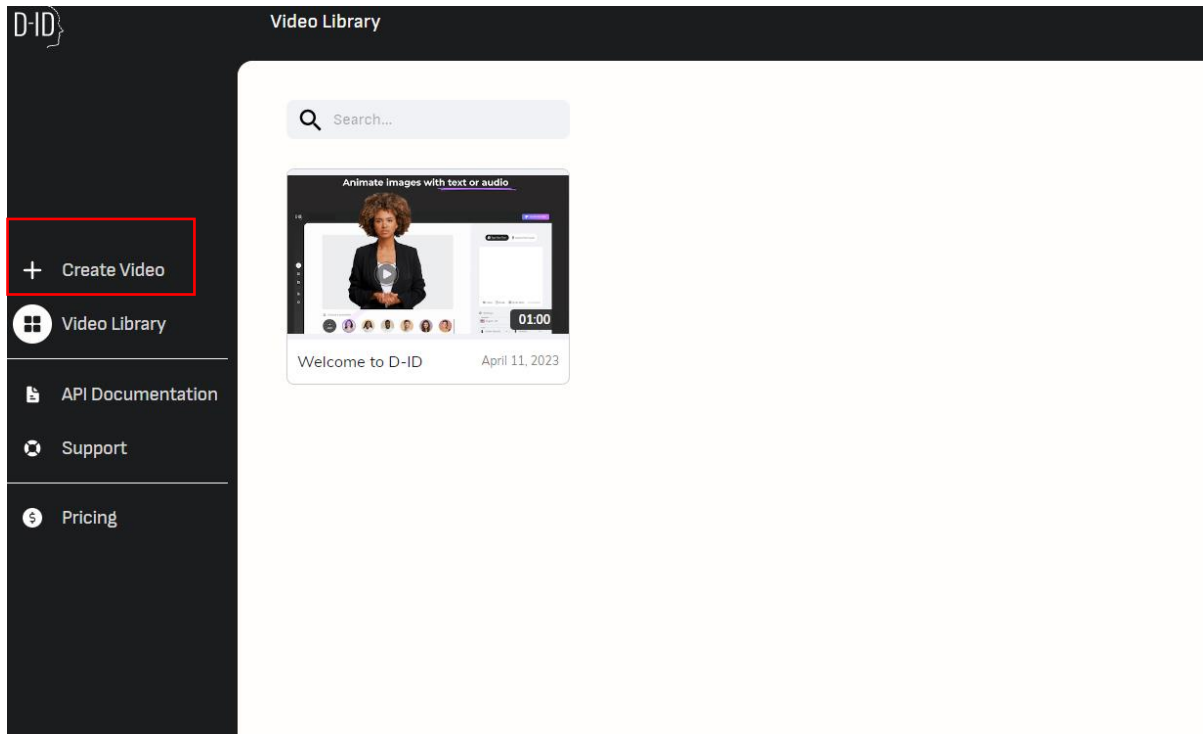 D-ID
Video Library
Search...
Animate images with text or audio
01:00
Welcome to D-ID April 11, 2023
Create Video
Video Library
API Documentation
Support
Pricing